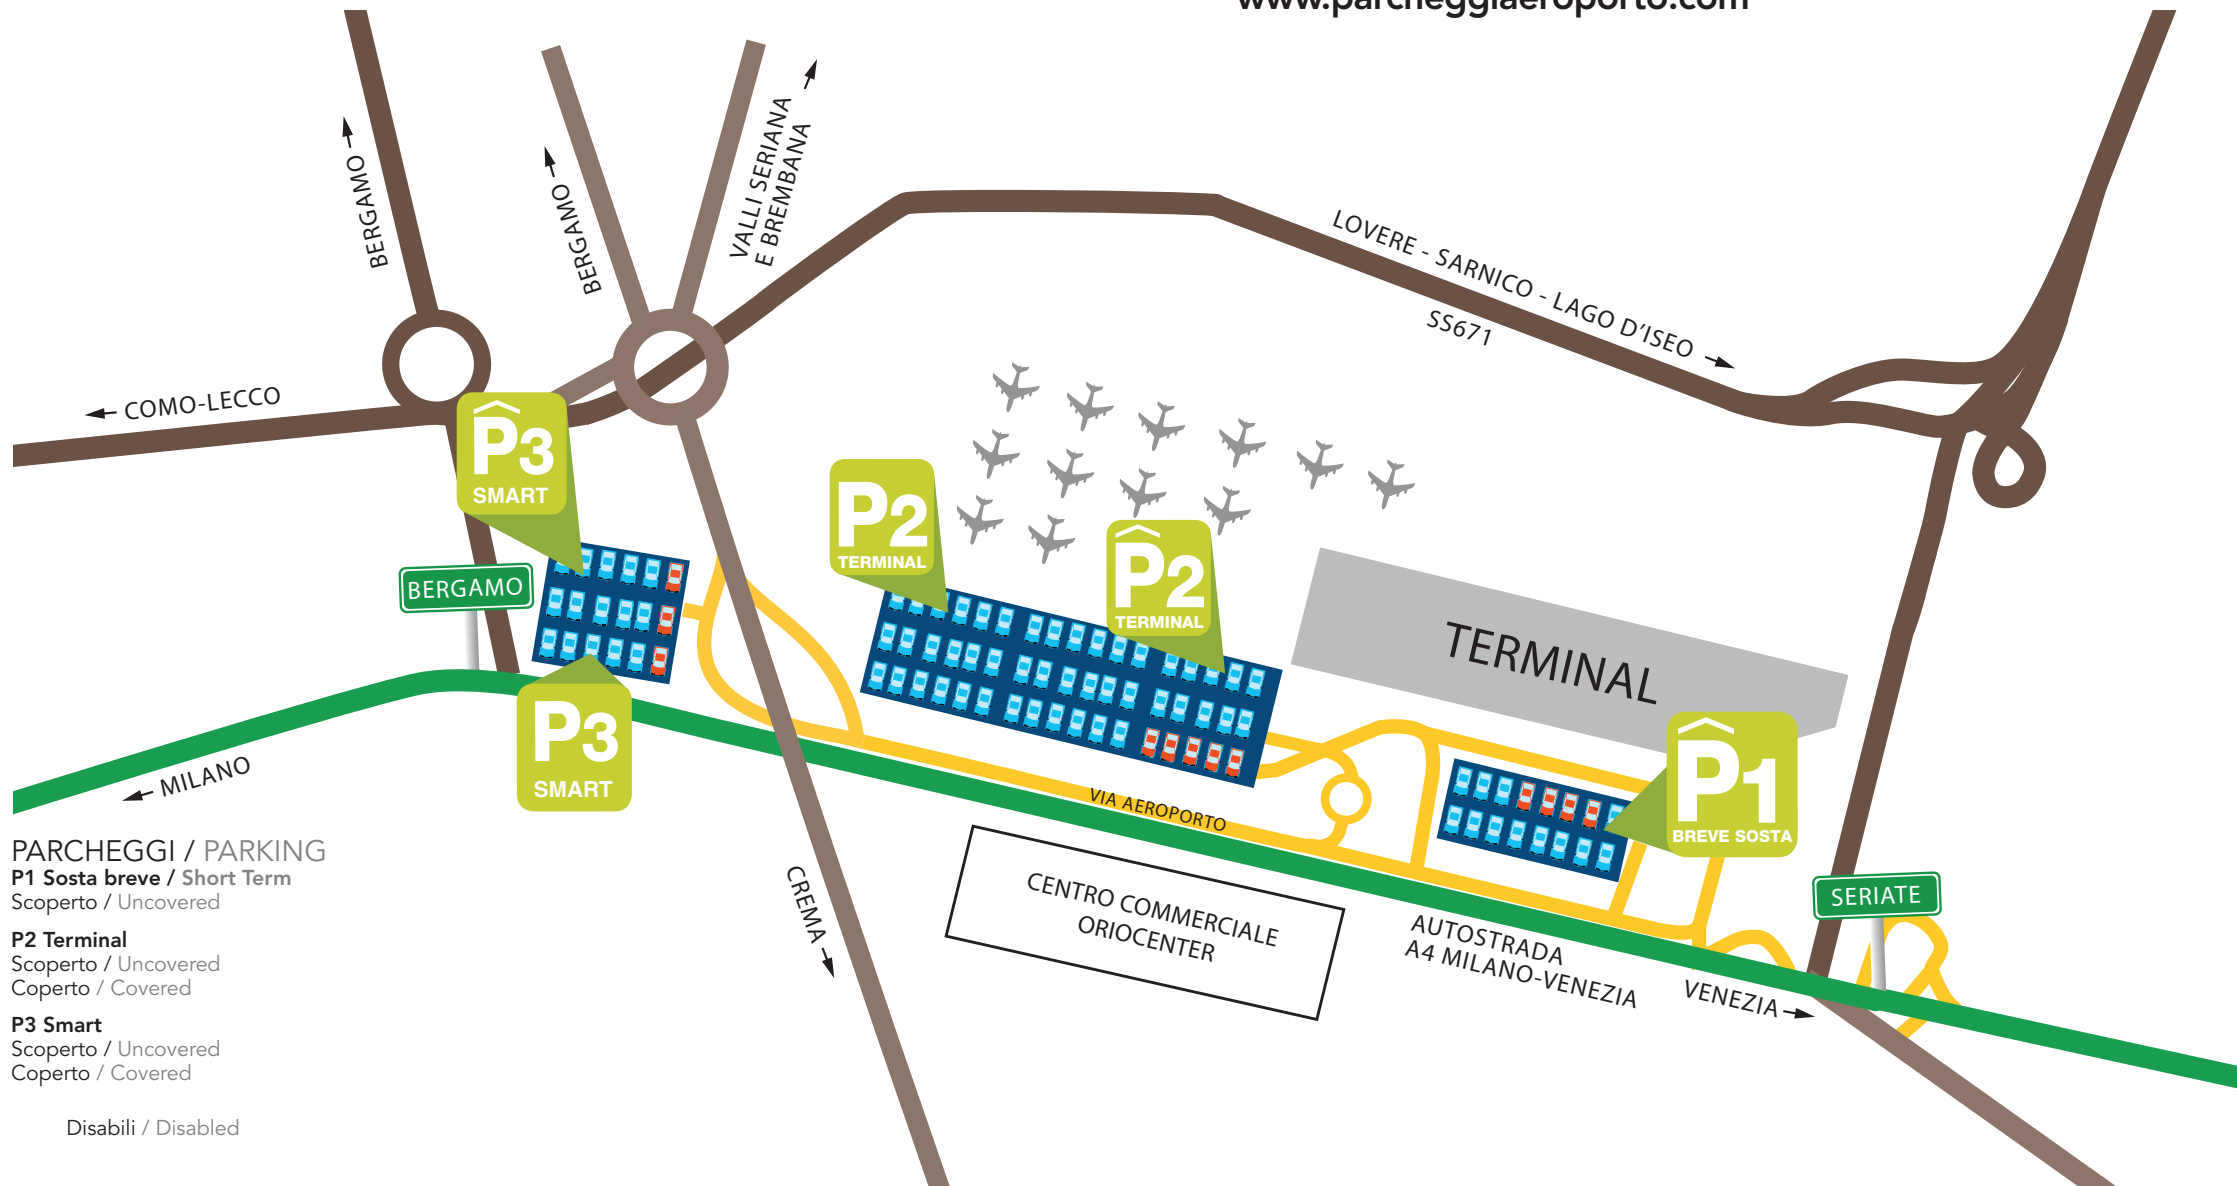 www.parcheggiaeroporto.com
BERGAMO
BERGAMO
VALLI SERIANA
E BREMBANA
LOVERE - SARNICO - LAGO D'ISEO
SS671
COMO-LECCO
P3
SMART
P2
TERMINAL
P2
TERMINAL
BERGAMO
TERMINAL
P3
SMART
P1
BREVE SOSTA
MILANO
VIA AEROPORTO
CREMA
CENTRO COMMERCIALE
ORIOCENTER
AUTOSTRADA
A4 MILANO-VENEZIA
VENEZIA
SERIATE
PARCHEGGI / PARKING
P1 Sosta breve / Short Term
Scoperto / Uncovered
P2 Terminal
Scoperto / Uncovered
Coperto / Covered
P3 Smart
Scoperto / Uncovered
Coperto / Covered
Disabili / Disabled